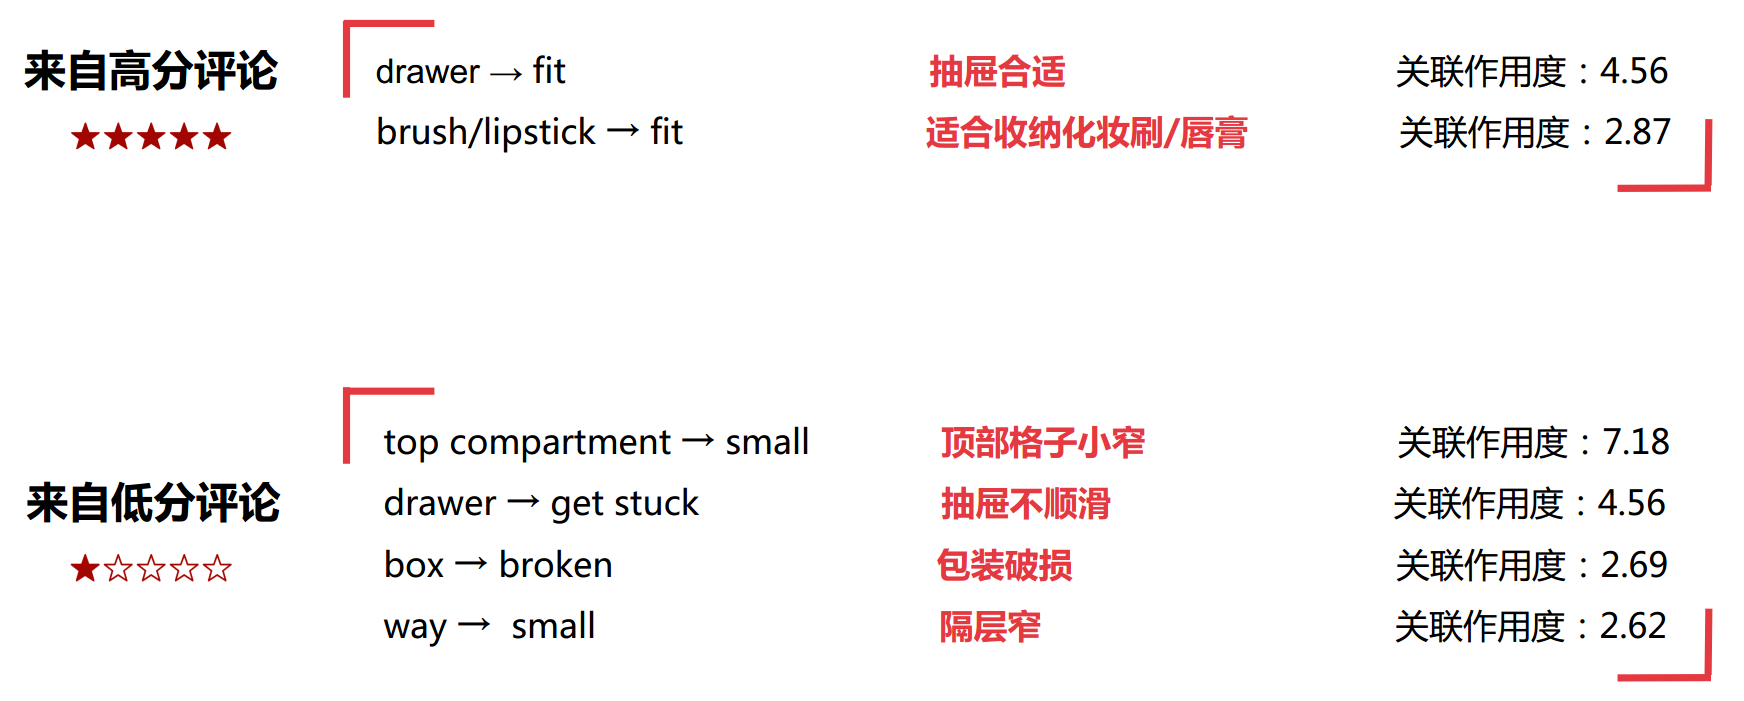 来自高分评论
drawer → fit 抽屉合适 关联作用度：4.56
brush/lipstick → fit 适合收纳化妆刷/唇膏 关联作用度：2.87
top compartment → small 顶部格子小窄 关联作用度：7.18
来自低分评论
drawer → get stuck 抽屉不顺滑 关联作用度：4.56
box → broken 包装破损 关联作用度：2.69
way → small 隔层窄 关联作用度：2.62